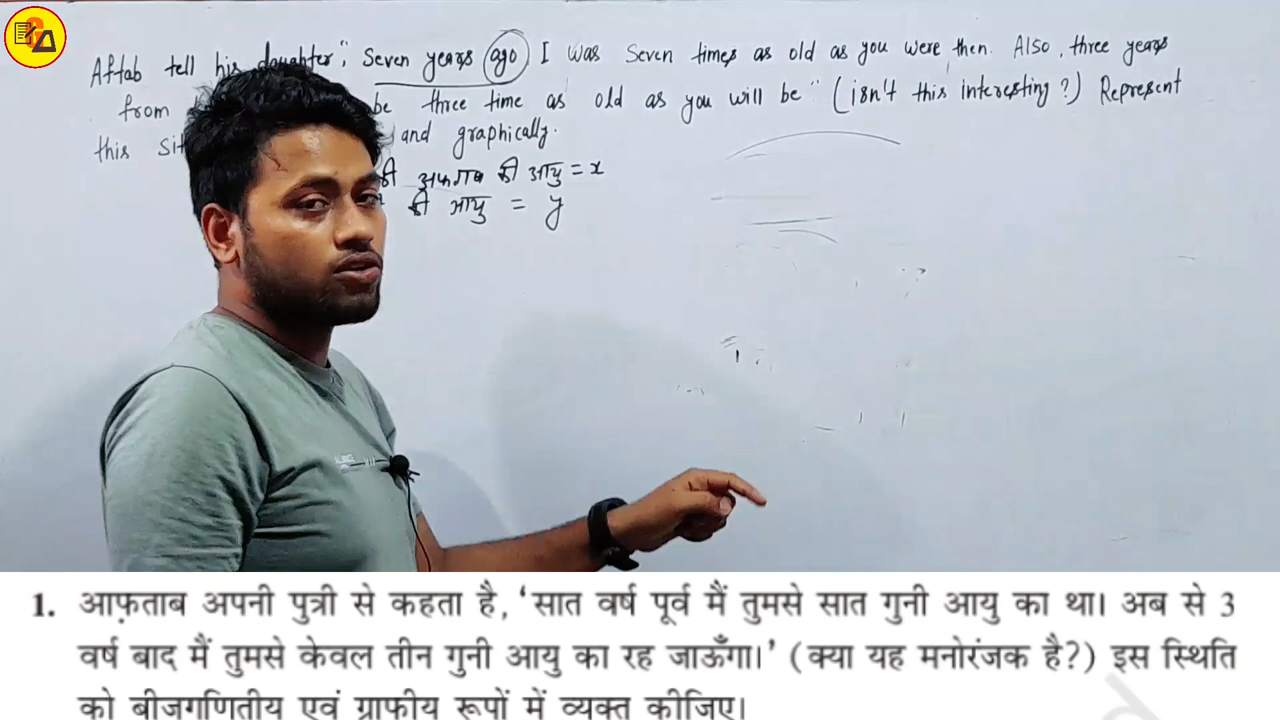 Aftab tell his daughter, "Seven years ago I was Seven times as old as you were then. Also, three years
from be three time as old as you will be" (isn't this interesting?) Represent
this and graphically.
की आयु = x
की आयु = y
1. आफ़ताब अपनी पुत्री से कहता है, 'सात वर्ष पूर्व मैं तुमसे सात गुनी आयु का था। अब से 3
वर्ष बाद मैं तुमसे केवल तीन गुनी आयु का रह जाऊँगा।' (क्या यह मनोरंजक है?) इस स्थिति
को बीजगणितीय एवं ग्राफीय रूपों में व्यक्त कीजिए।